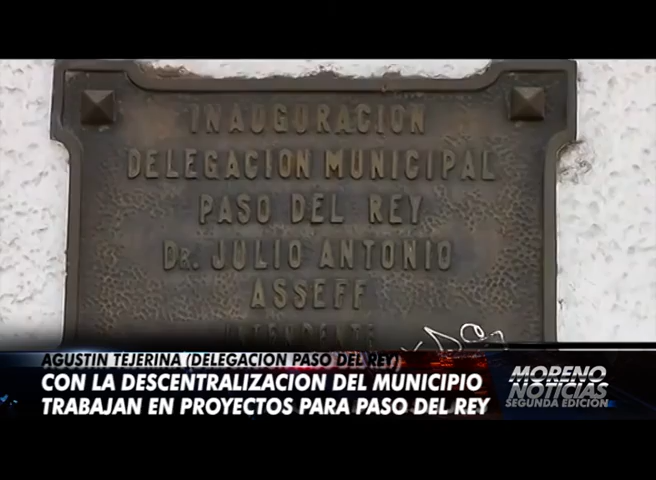 INAUGURACION
DELEGACION MUNICIPAL
PASO DEL REY
DR. JULIO ANTONIO
ASSEFF
INTENDENTE
AGUSTIN TEJERINA (DELEGACION PASO DEL REY)
CON LA DESCENTRALIZACION DEL MUNICIPIO
TRABAJAN EN PROYECTOS PARA PASO DEL REY
MORENO
NOTICIAS
SEGUNDA EDICION